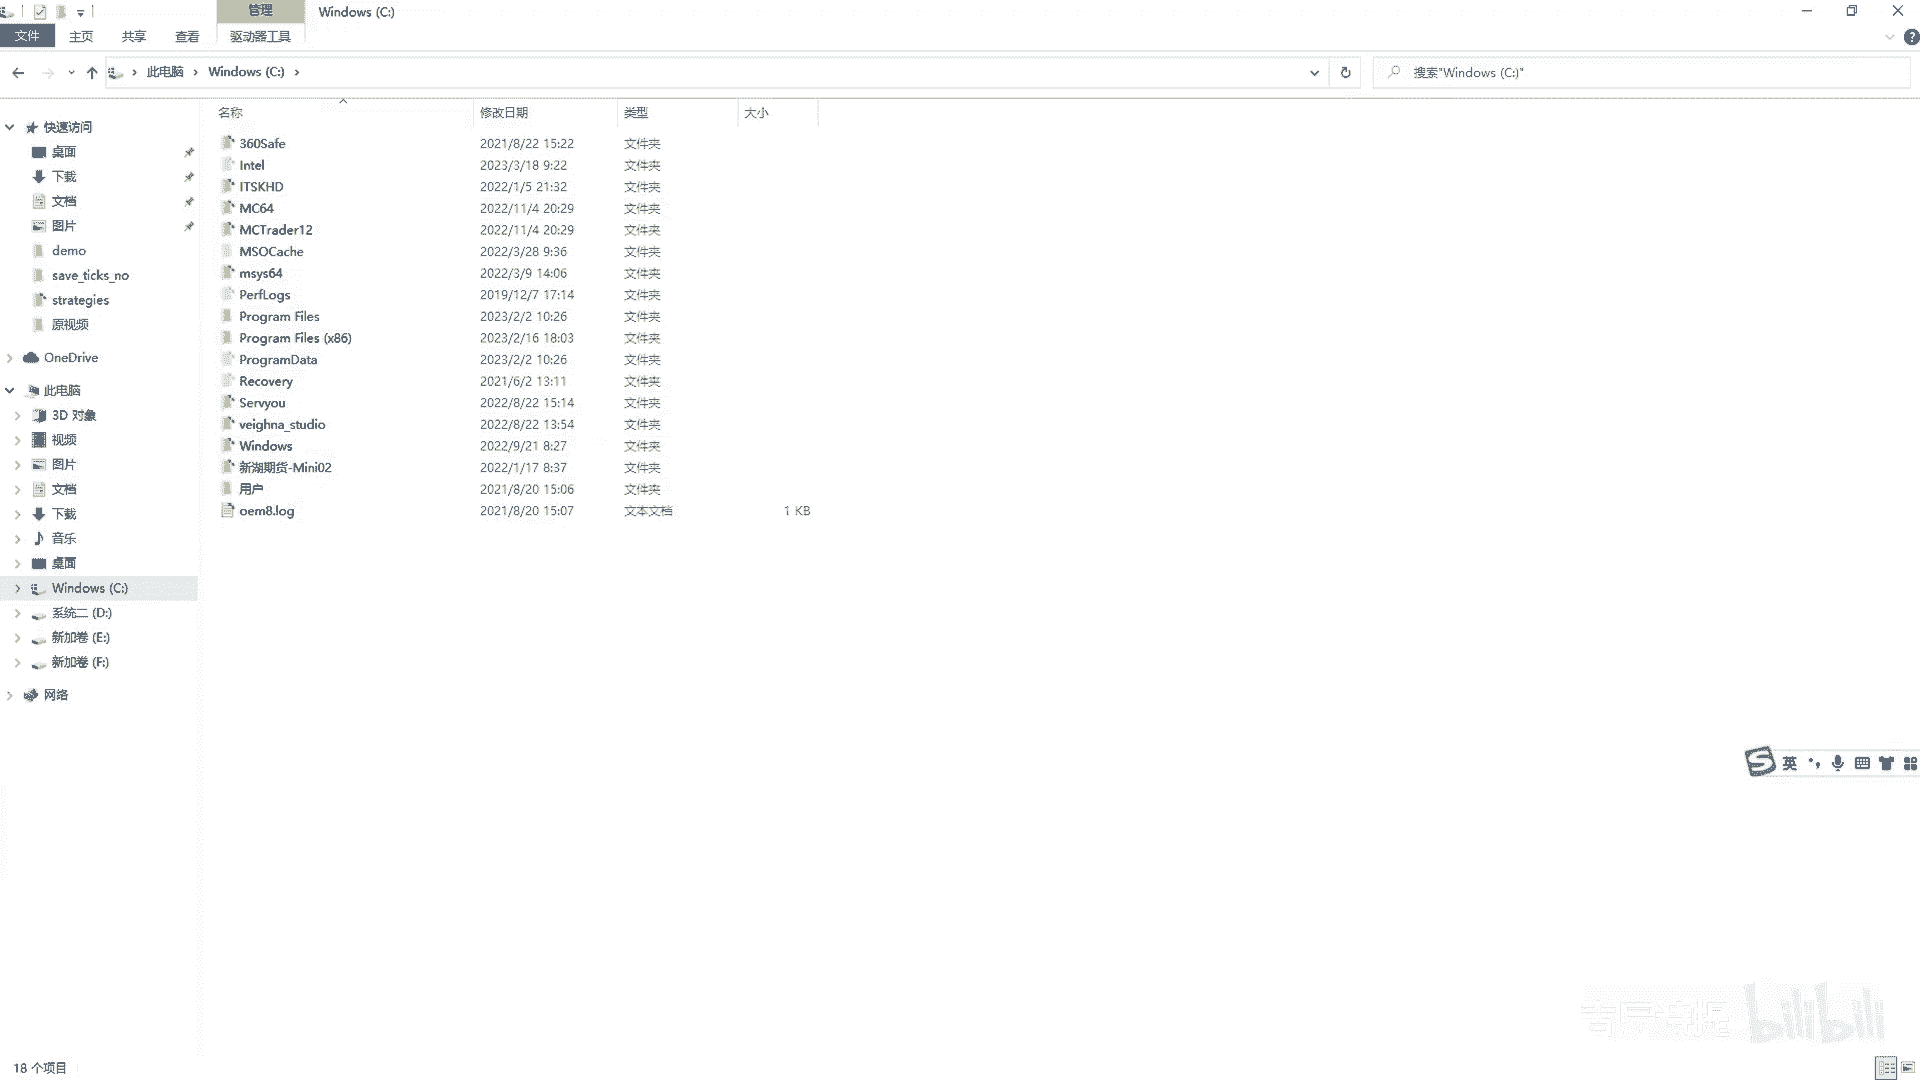 管理
Windows (C:)
文件
主页
共享
查看
驱动器工具
此电脑
Windows (C:)
搜索"Windows (C:)"
名称
修改日期
类型
大小
快速访问
桌面
下载
文档
图片
demo
save_ticks_no
strategies
原视频
OneDrive
此电脑
3D 对象
视频
图片
文档
下载
音乐
桌面
Windows (C:)
系统二 (D:)
新加卷 (E:)
新加卷 (F:)
网络
360Safe 2021/8/22 15:22 文件夹
Intel 2023/3/18 9:22 文件夹
ITSKHD 2022/1/5 21:32 文件夹
MC64 2022/11/4 20:29 文件夹
MCTrader12 2022/11/4 20:29 文件夹
MSOCache 2022/3/28 9:36 文件夹
msys64 2022/3/9 14:06 文件夹
PerfLogs 2019/12/7 17:14 文件夹
Program Files 2023/2/2 10:26 文件夹
Program Files (x86) 2023/2/16 18:03 文件夹
ProgramData 2023/2/2 10:26 文件夹
Recovery 2021/6/2 13:11 文件夹
Servyou 2022/8/22 15:14 文件夹
veighna_studio 2022/8/22 13:54 文件夹
Windows 2022/9/21 8:27 文件夹
新湖期货-Mini02 2022/1/17 8:37 文件夹
用户 2021/8/20 15:06 文件夹
oem8.log 2021/8/20 15:07 文本文档 1 KB
英
bilibili
18 个项目